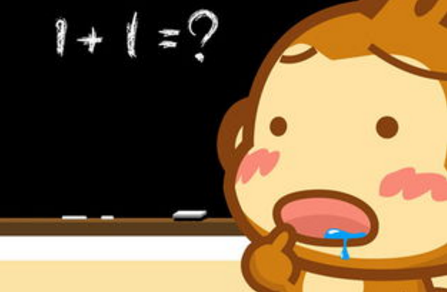 1 + 1 = ?